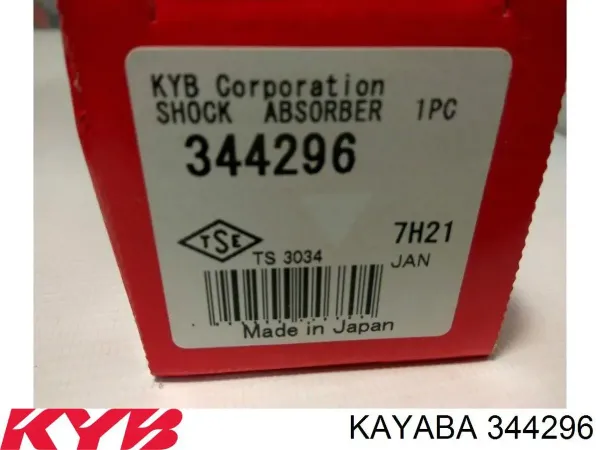 KYB Corporation
SHOCK ABSORBER 1PC
344296
TSE
7H21
TS 3034
JAN
Made in Japan
KYB
KAYABA 344296